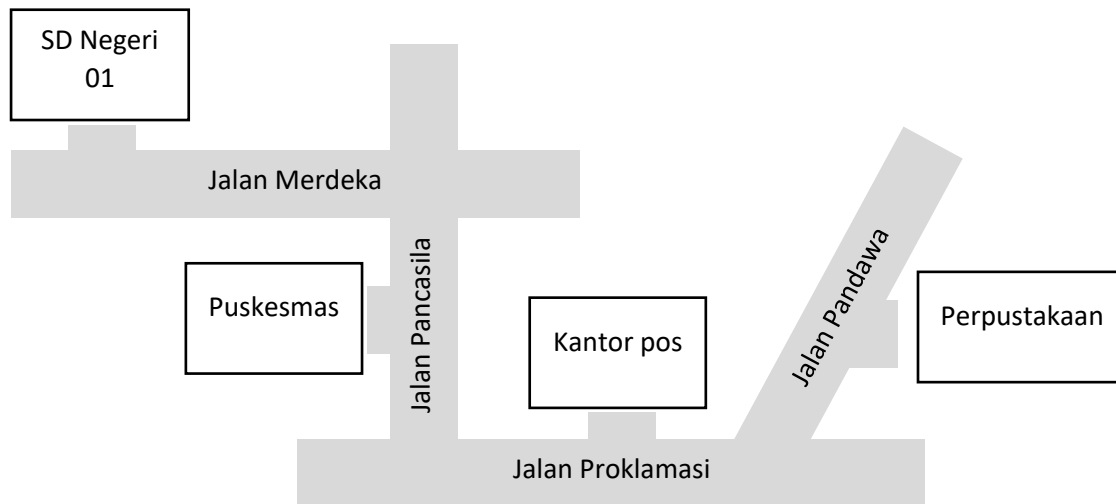 SD Negeri
01
Jalan Merdeka
Jalan Pancasila
Puskesmas
Kantor pos
Jalan Pandawa
Perpustakaan
Jalan Proklamasi